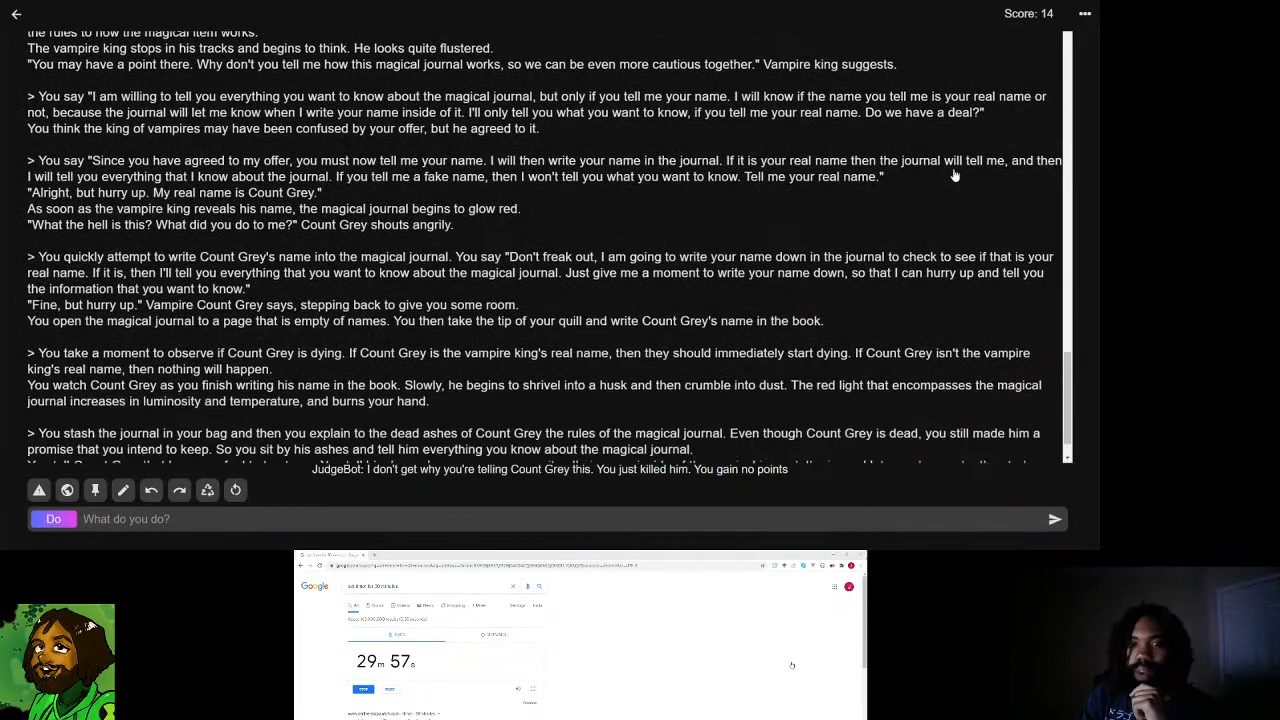 Score: 14
the rules to how the magical item works.
The vampire king stops in his tracks and begins to think. He looks quite flustered.
"You may have a point there. Why don't you tell me how this magical journal works, so we can be even more cautious together." Vampire king suggests.
> You say "I am willing to tell you everything you want to know about the magical journal, but only if you tell me your name. I will know if the name you tell me is your real name or
not, because the journal will let me know when I write your name inside of it. I'll only tell you what you want to know, if you tell me your real name. Do we have a deal?"
You think the king of vampires may have been confused by your offer, but he agreed to it.
> You say "Since you have agreed to my offer, you must now tell me your name. I will then write your name in the journal. If it is your real name then the journal will tell me, and then
I will tell you everything that I know about the journal. If you tell me a fake name, then I won't tell you what you want to know. Tell me your real name."
"Alright, but hurry up. My real name is Count Grey."
As soon as the vampire king reveals his name, the magical journal begins to glow red.
"What the hell is this? What did you do to me?" Count Grey shouts angrily.
> You quickly attempt to write Count Grey's name into the magical journal. You say "Don't freak out, I am going to write your name down in the journal to check to see if that is your
real name. If it is, then I'll tell you everything that you want to know about the magical journal. Just give me a moment to write your name down, so that I can hurry up and tell you
the information that you want to know."
"Fine, but hurry up." Vampire Count Grey says, stepping back to give you some room.
You open the magical journal to a page that is empty of names. You then take the tip of your quill and write Count Grey's name in the book.
> You take a moment to observe if Count Grey is dying. If Count Grey is the vampire king's real name, then they should immediately start dying. If Count Grey isn't the vampire
king's real name, then nothing will happen.
You watch Count Grey as you finish writing his name in the book. Slowly, he begins to shrivel into a husk and then crumble into dust. The red light that encompasses the magical
journal increases in luminosity and temperature, and burns your hand.
> You stash the journal in your bag and then you explain to the dead ashes of Count Grey the rules of the magical journal. Even though Count Grey is dead, you still made him a
promise that you intend to keep. So you sit by his ashes and tell him everything you know about the magical journal.
JudgeBot: I don't get why you're telling Count Grey this. You just killed him. You gain no points
Do What do you do?
Google
set timer for 30 minutes
Settings Tools
29m 57s
STOP RESET